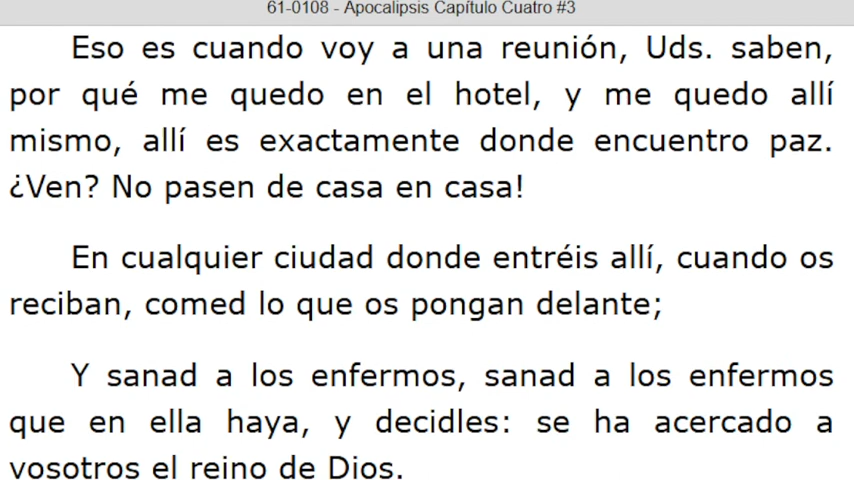 61-0108 - Apocalipsis Capítulo Cuatro #3
Eso es cuando voy a una reunión, Uds. saben,
por qué me quedo en el hotel, y me quedo allí
mismo, allí es exactamente donde encuentro paz.
¿Ven? No pasen de casa en casa!
En cualquier ciudad donde entréis allí, cuando os
reciban, comed lo que os pongan delante;
Y sanad a los enfermos, sanad a los enfermos
que en ella haya, y decidles: se ha acercado a
vosotros el reino de Dios.